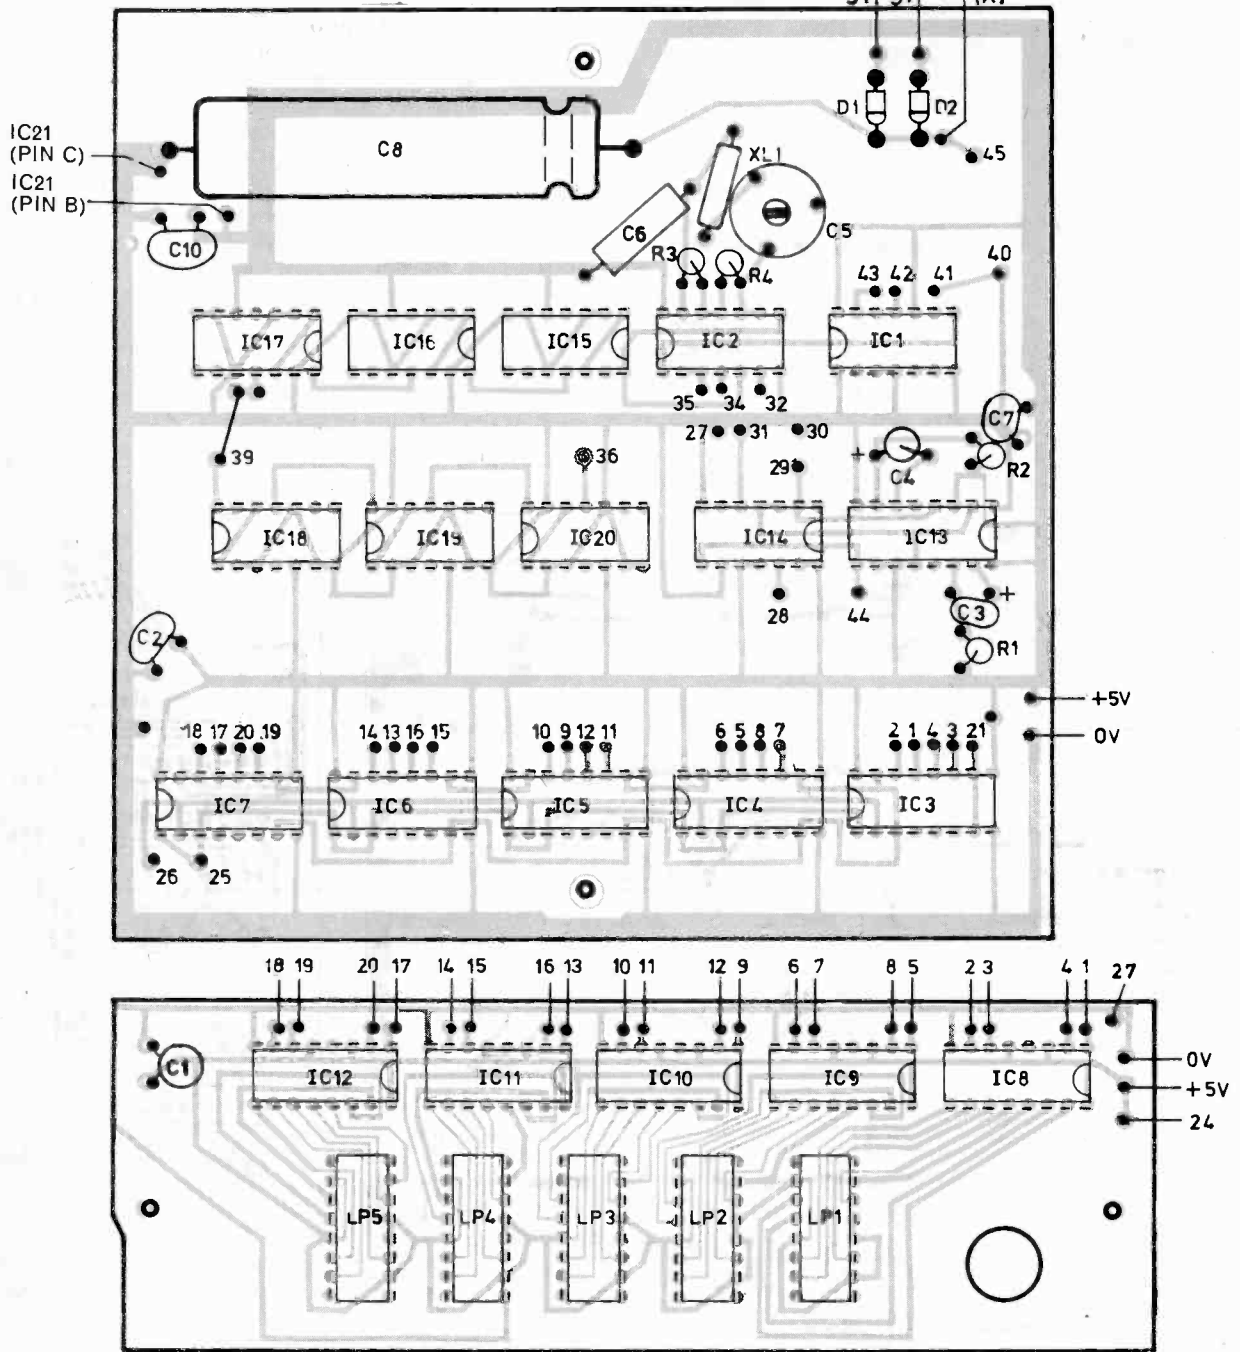 IC21
(PIN C)
IC21
(PIN B)
C8
D1
D2
45
XL1
C6
C5
C10
R3
R4
43 42 41
40
IC17
IC16
IC15
IC2
IC1
35 34 32
27 31 30
29
39
36
+
C4
C7
R2
IC18
IC19
IC20
IC14
IC13
28
44
+
C3
R1
C2
+5V
0V
18 17 20 19
14 13 16 15
10 9 12 11
6 5 8 7
2 1 4 3 21
IC7
IC6
IC5
IC4
IC3
26
25
18 19 20 17 14 15 16 13 10 11 12 9 6 7 8 5 2 3 4 1 27
C1
IC12
IC11
IC10
IC9
IC8
0V
+5V
24
LP5
LP4
LP3
LP2
LP1